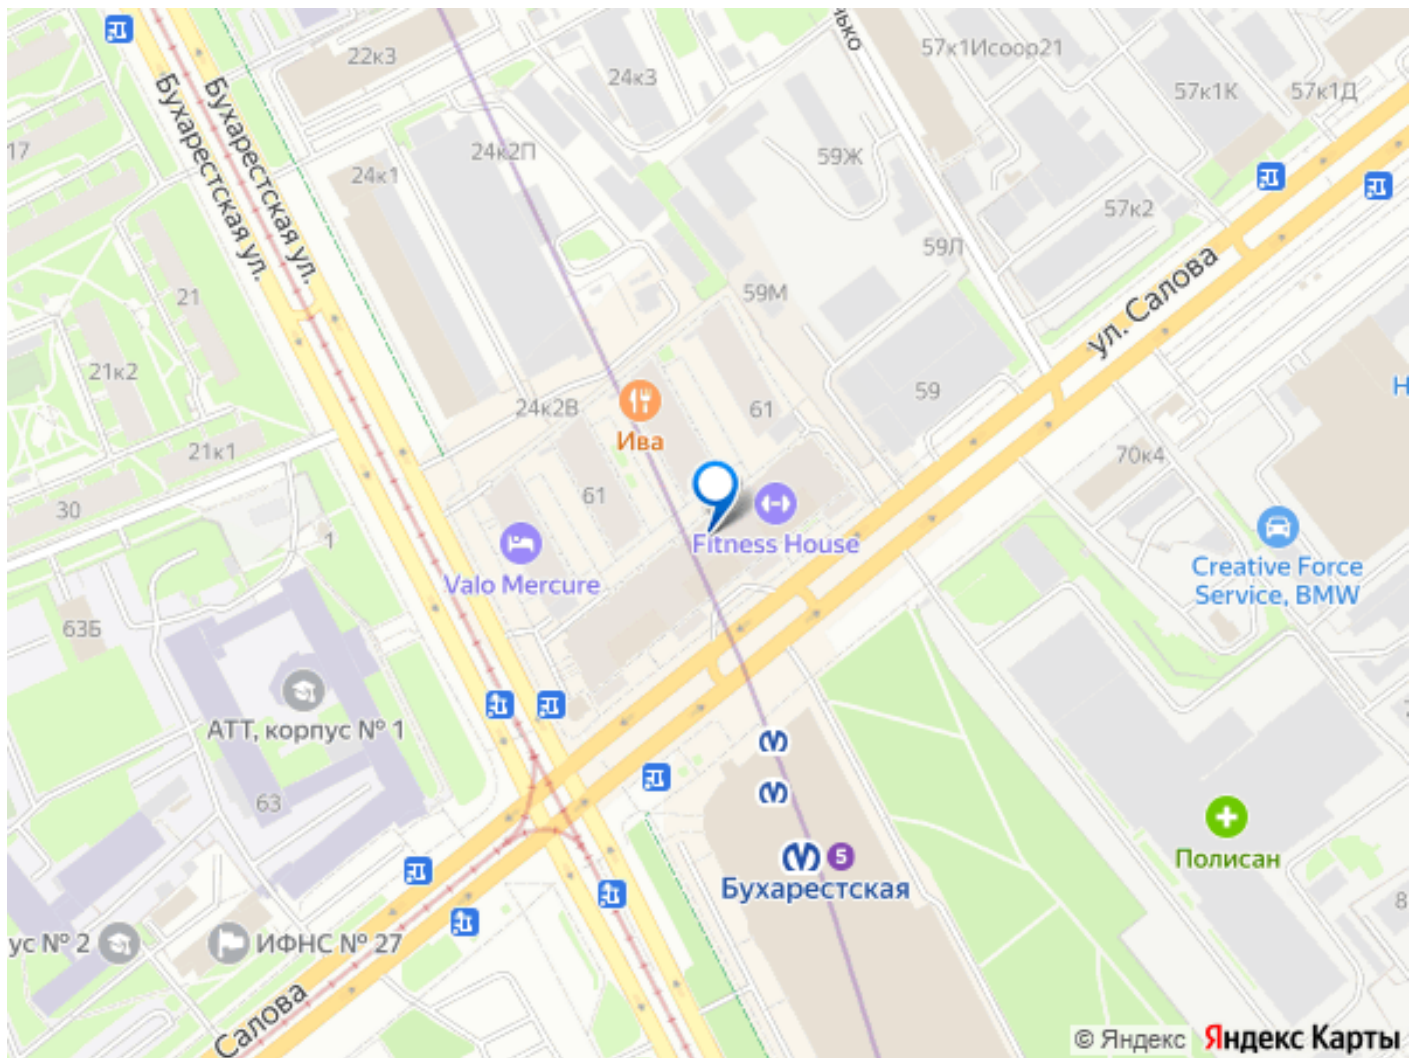 22к3
24к3
57к1Исоор21
57к1К
57к1Д
Бухарестская ул.
Бухарестская ул.
17
24к2П
59Ж
24к1
57к2
59Л
ул. Салова
21
59М
21к2
59
24к2В
61
Ива
21к1
70к4
30
61
1
Fitness House
Valo Mercure
Creative Force
Service, BMW
63Б
АТТ, корпус № 1
63
5
Бухарестская
Полисан
8
ус № 2
ИФНС № 27
Салова
© Яндекс
Яндекс Карты